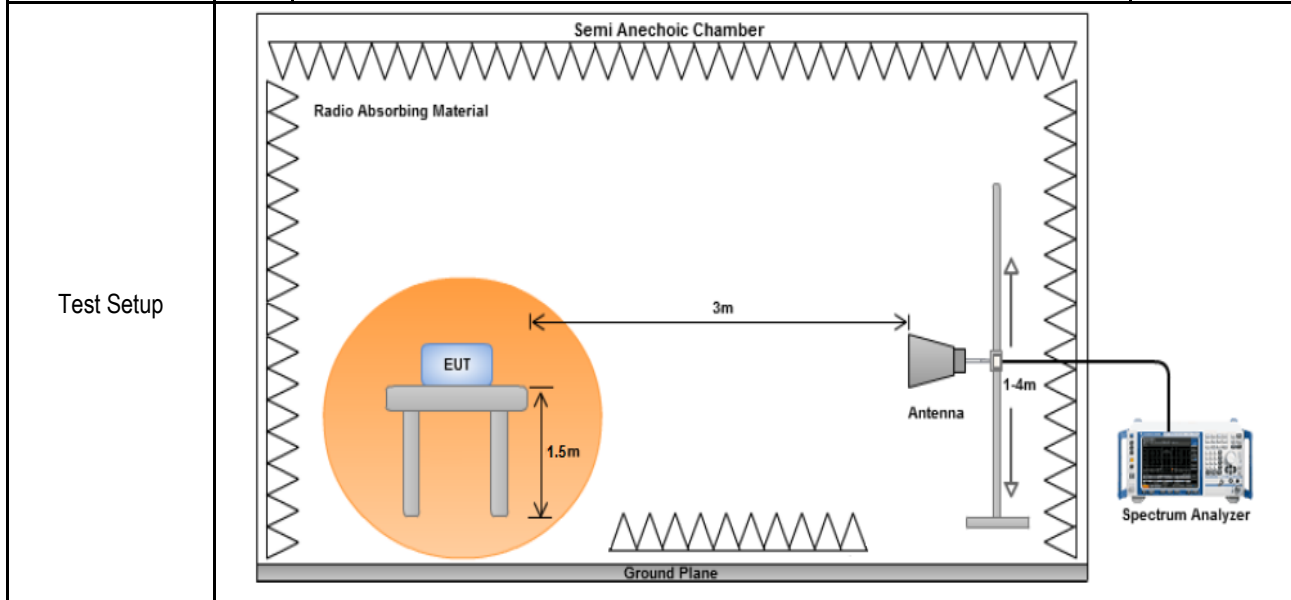 Semi Anechoic Chamber
Radio Absorbing Material
Test Setup
3m
EUT
1-4m
Antenna
1.5m
Spectrum Analyzer
Ground Plane